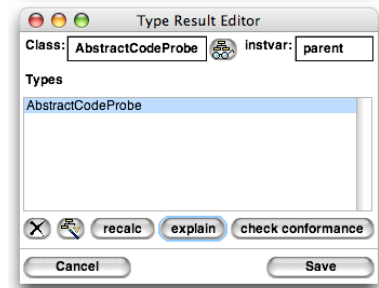 Type Result Editor
Class: AbstractCodeProbe instvar: parent
Types
AbstractCodeProbe
recalc explain check conformance
Cancel Save